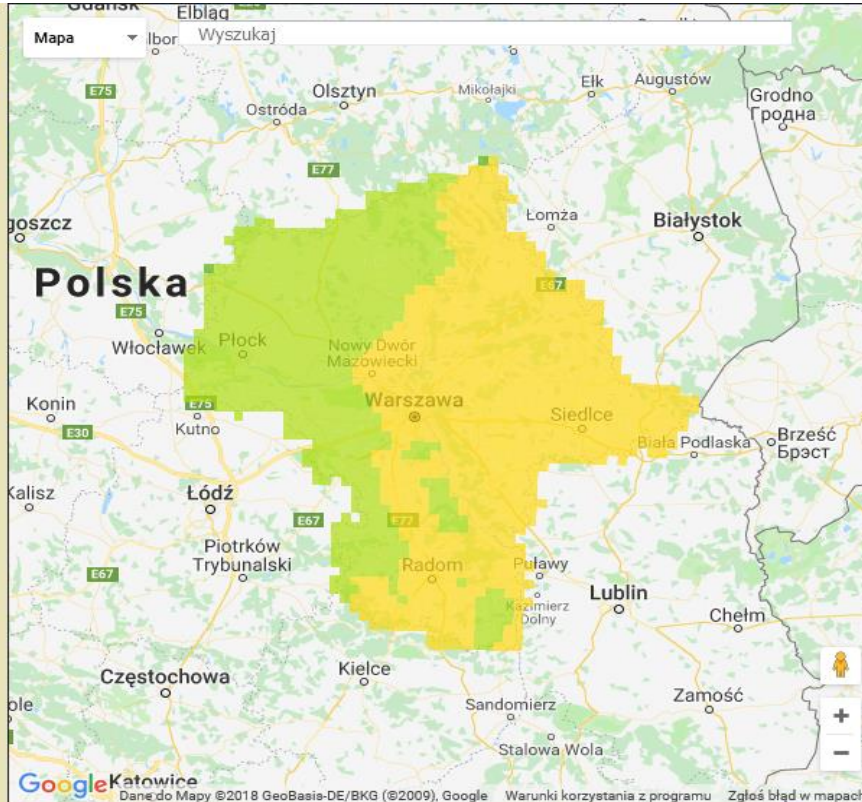 Gdańsk
Elbląg
Mapa
Wyszukaj
E75
Olsztyn
Mikołajki
Ełk
Augustów
Ostróda
Grodno
Гродна
E77
Łomża
Białystok
goszcz
Polska
E67
E75
Włocławek
Płock
Nowy Dwór
Mazowiecki
Konin
E75
Warszawa
Siedlce
E30
Kutno
Biała Podlaska
Brześć
Брэст
Kalisz
Łódź
E67
E77
Piotrków
Trybunalski
E67
Radom
Puławy
Kazimierz
Dolny
Lublin
Chełm
Częstochowa
Kielce
Zamość
ole
Sandomierz
Stalowa Wola
+
−
Google
Katowice
Dane do Mapy ©2018 GeoBasis-DE/BKG (©2009), Google
Warunki korzystania z programu
Zgłoś błąd w mapach